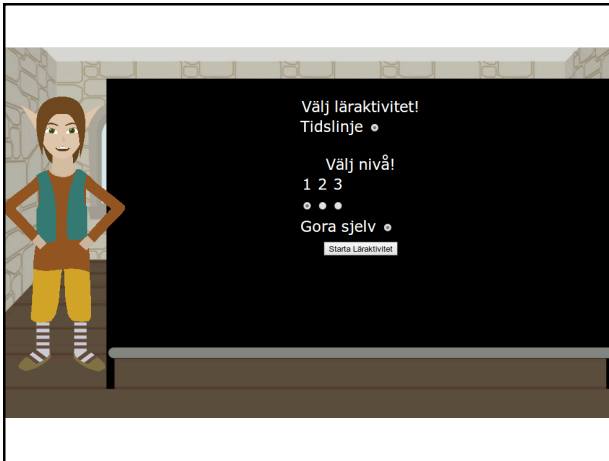 Välj läraktivitet!
Tidslinje
Välj nivå!
1 2 3
Gora sjelv
Starta Läraktivitet